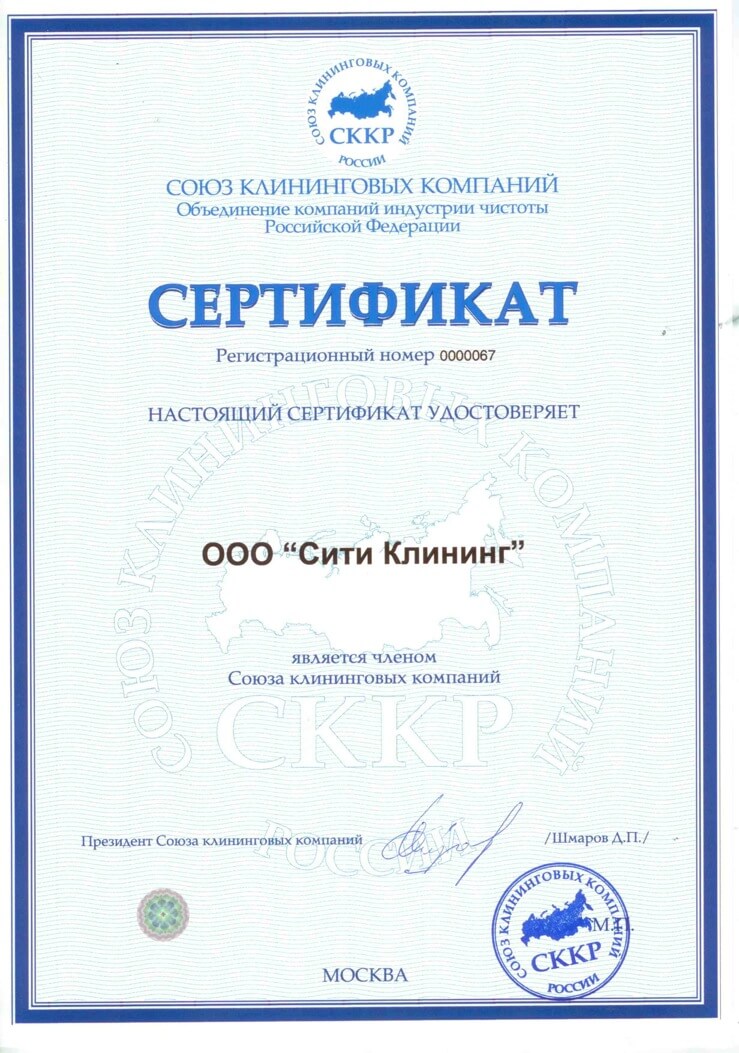 СОЮЗ КЛИНИНГОВЫХ КОМПАНИЙ
СККР
РОССИИ
СОЮЗ КЛИНИНГОВЫХ КОМПАНИЙ
Объединение компаний индустрии чистоты
Российской Федерации
СЕРТИФИКАТ
Регистрационный номер 0000067
НАСТОЯЩИЙ СЕРТИФИКАТ УДОСТОВЕРЯЕТ
СОЮЗ КЛИНИНГОВЫХ КОМПАНИЙ
ООО “Сити Клининг”
является членом
Союза клининговых компаний
СККР
РОССИИ
Президент Союза клининговых компаний
/Шмаров Д.П./
СОЮЗ КЛИНИНГОВЫХ КОМПАНИЙ
М.П.
СККР
РОССИИ
МОСКВА